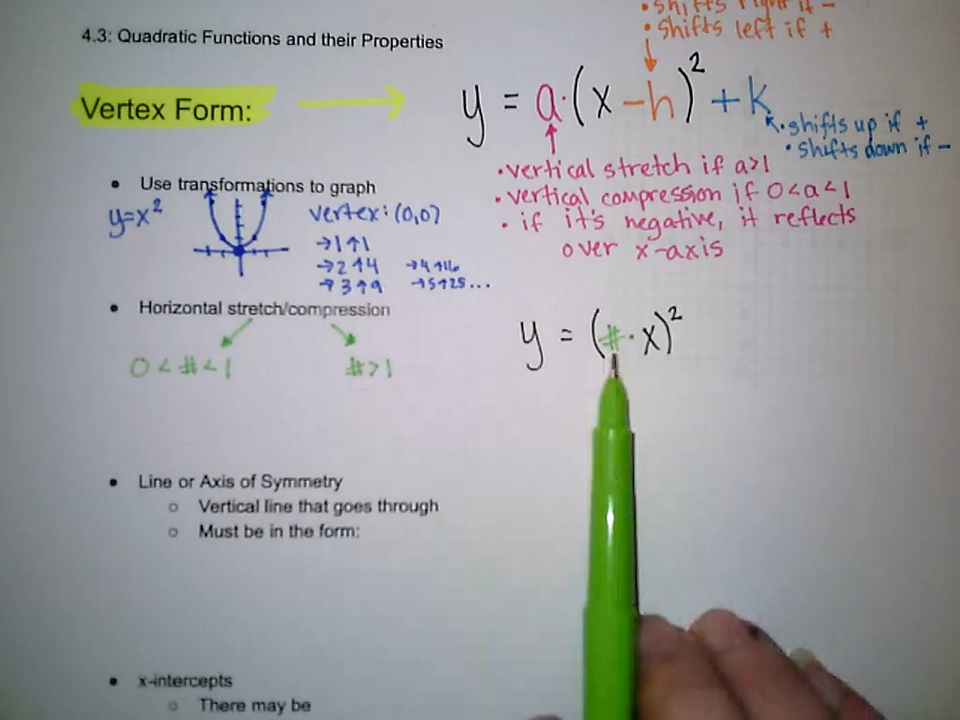 • shifts right if -
• shifts left if +
4.3: Quadratic Functions and their Properties
Vertex Form:
y = a·(x-h)² + k
• shifts up if +
• shifts down if -
• vertical stretch if a>1
• vertical compression if 0<a<1
• if it's negative, it reflects
over x-axis
• Use transformations to graph
y=x²
vertex: (0,0)
→1↑1
→2↑4 →4↑16
→3↑9 →5↑25...
• Horizontal stretch/compression
0<#<1 #>1
y = (#·x)²
• Line or Axis of Symmetry
○ Vertical line that goes through
○ Must be in the form:
• x-intercepts
○ There may be